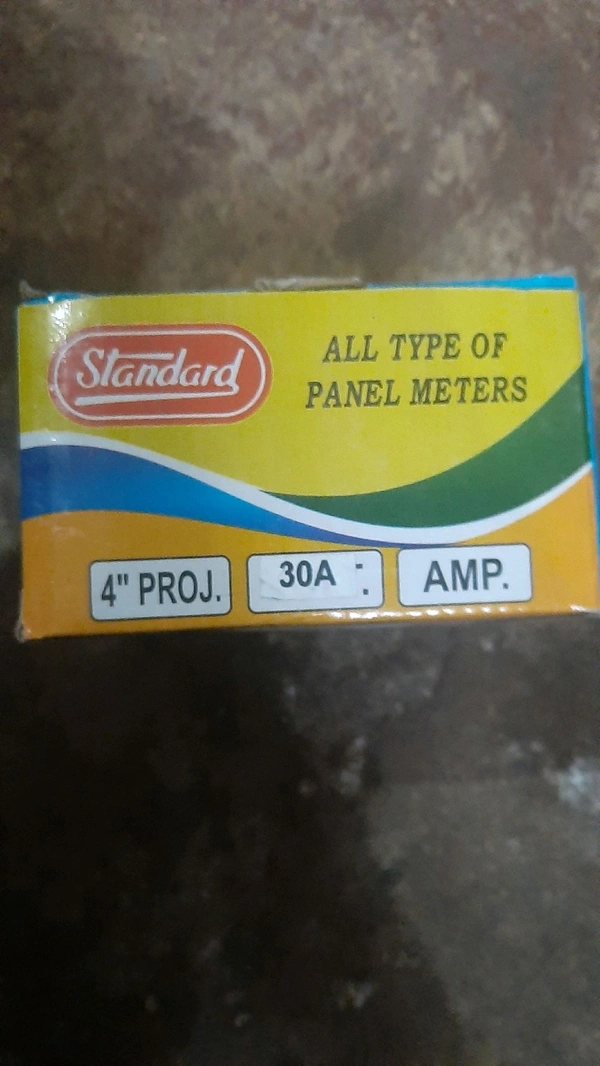 Standard
ALL TYPE OF
PANEL METERS
4" PROJ.
30A
AMP.